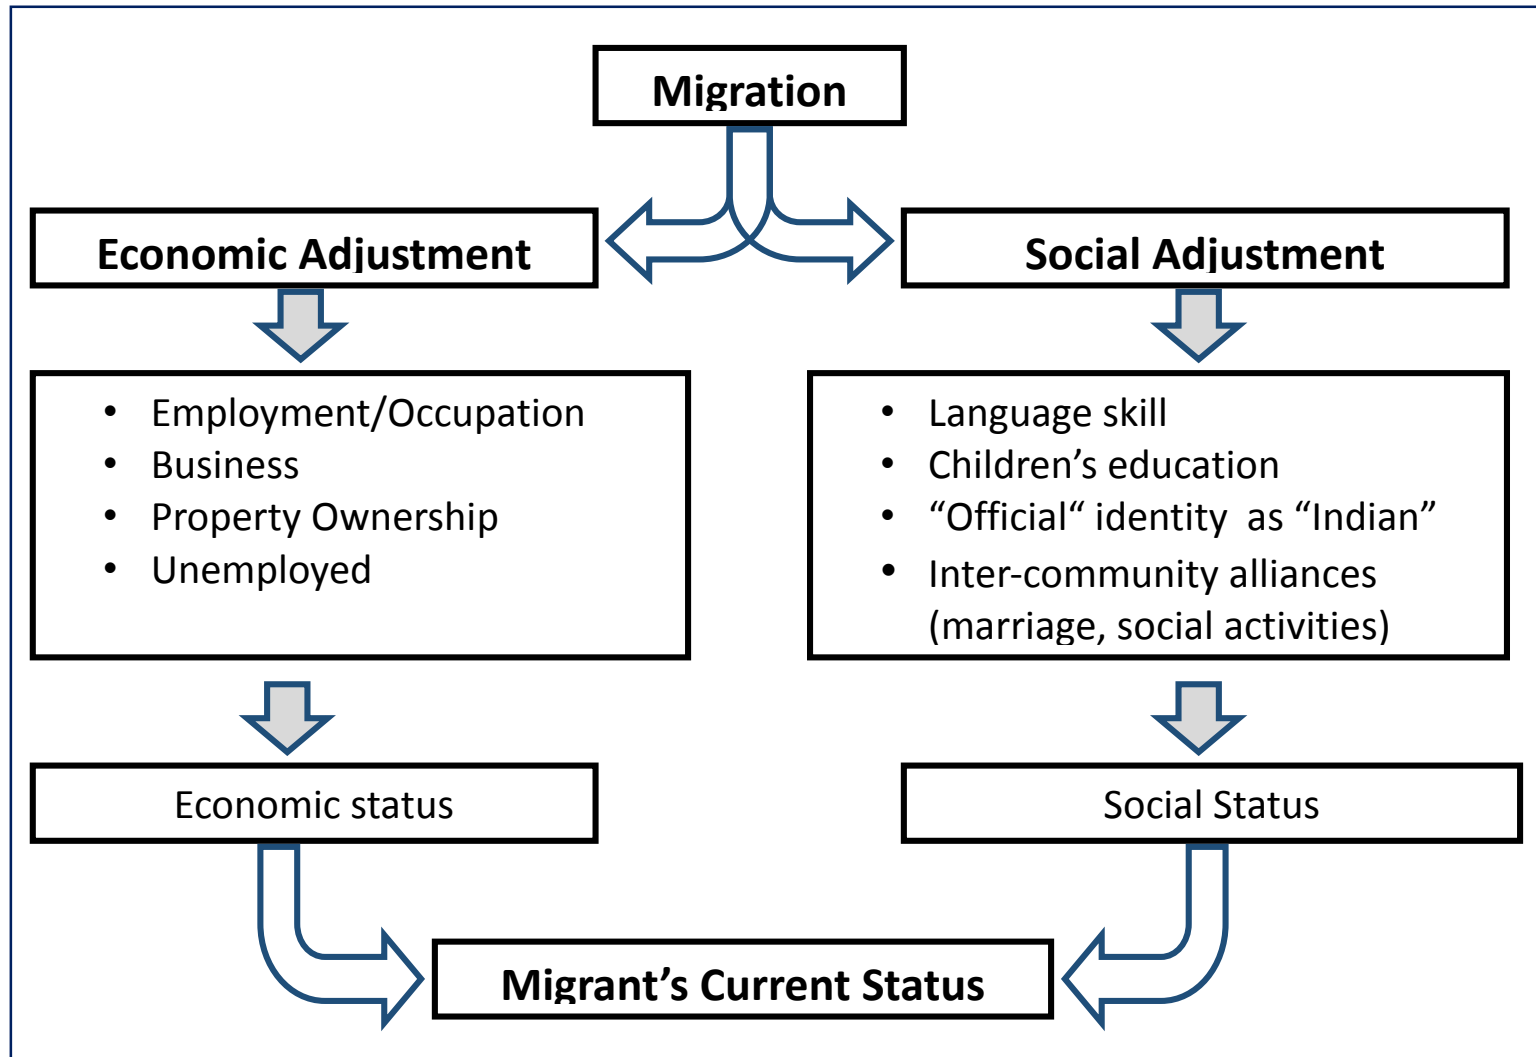 Migration
Economic Adjustment
Social Adjustment
• Employment/Occupation
• Business
• Property Ownership
• Unemployed
• Language skill
• Children’s education
• “Official“ identity  as “Indian”
• Inter-community alliances
(marriage, social activities)
Economic status
Social Status
Migrant’s Current Status